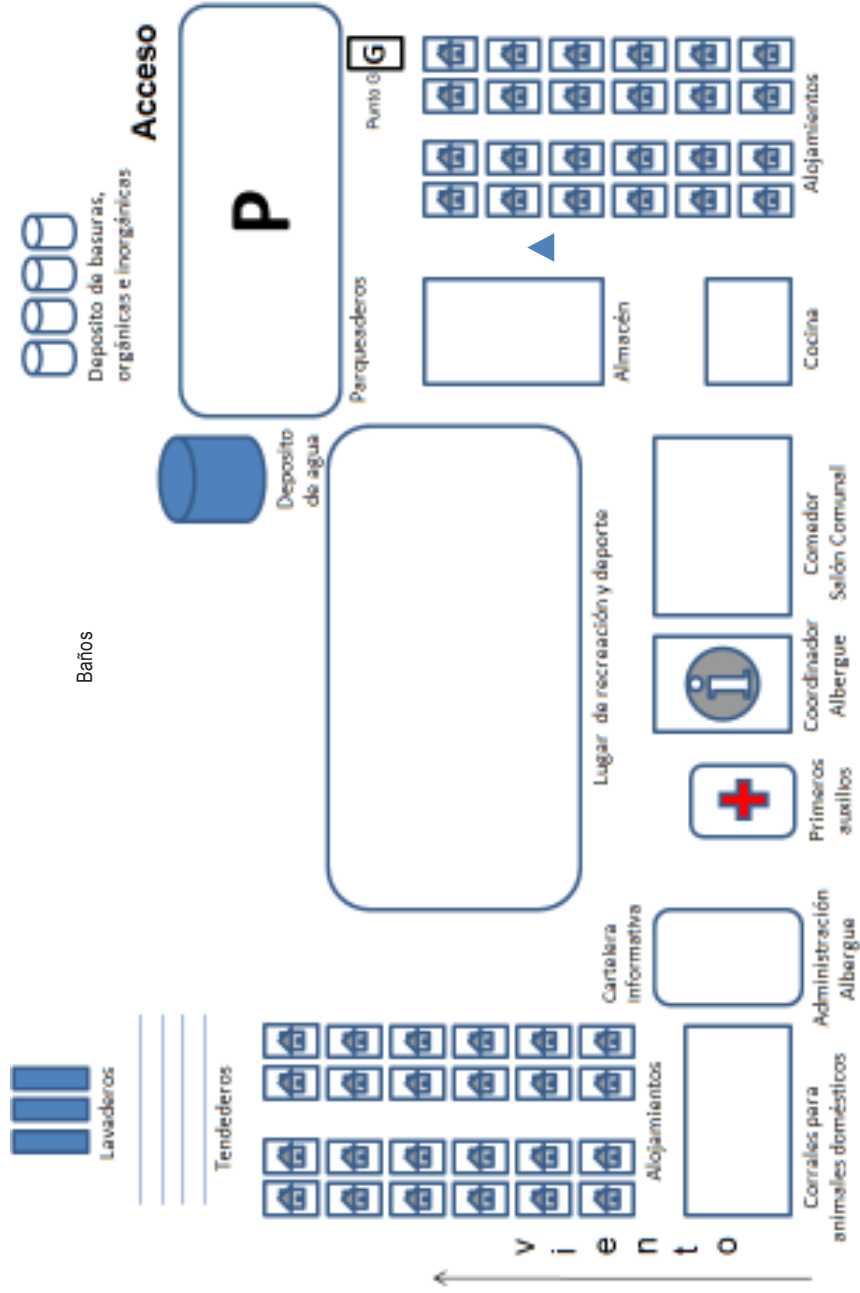 Lavaderos
Baños
Deposito de basuras,
orgánicas e inorgánicas
Acceso
Tendederos
Deposito
de agua
P
Parqueaderos
Punto G
G
v
i
e
n
t
o
Alojamientos
Cartelera
informativa
Lugar de recreación y deporte
Almacén
Alojamientos
Corrales para
animales domésticos
Administración
Albergue
Primeros
auxilios
i
Coordinador
Albergue
Comedor
Salón Comunal
Cocina